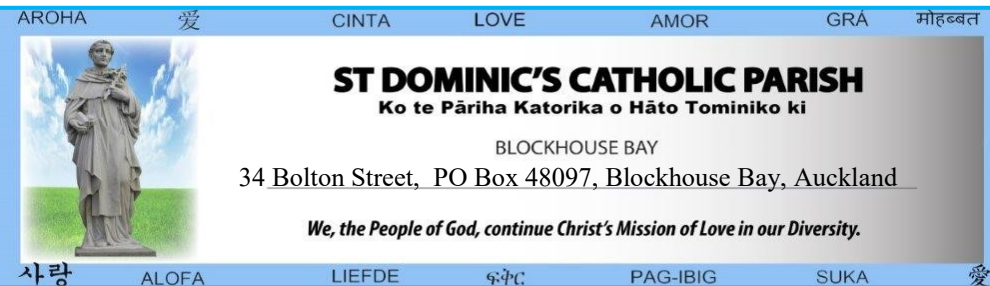 AROHA 爱 CINTA LOVE AMOR GRÁ मोहब्बत
ST DOMINIC'S CATHOLIC PARISH
Ko te Pāriha Katorika o Hāto Tominiko ki
BLOCKHOUSE BAY
34 Bolton Street, PO Box 48097, Blockhouse Bay, Auckland
We, the People of God, continue Christ's Mission of Love in our Diversity.
사랑 ALOFA LIEFDE ፍቅር PAG-IBIG SUKA 愛